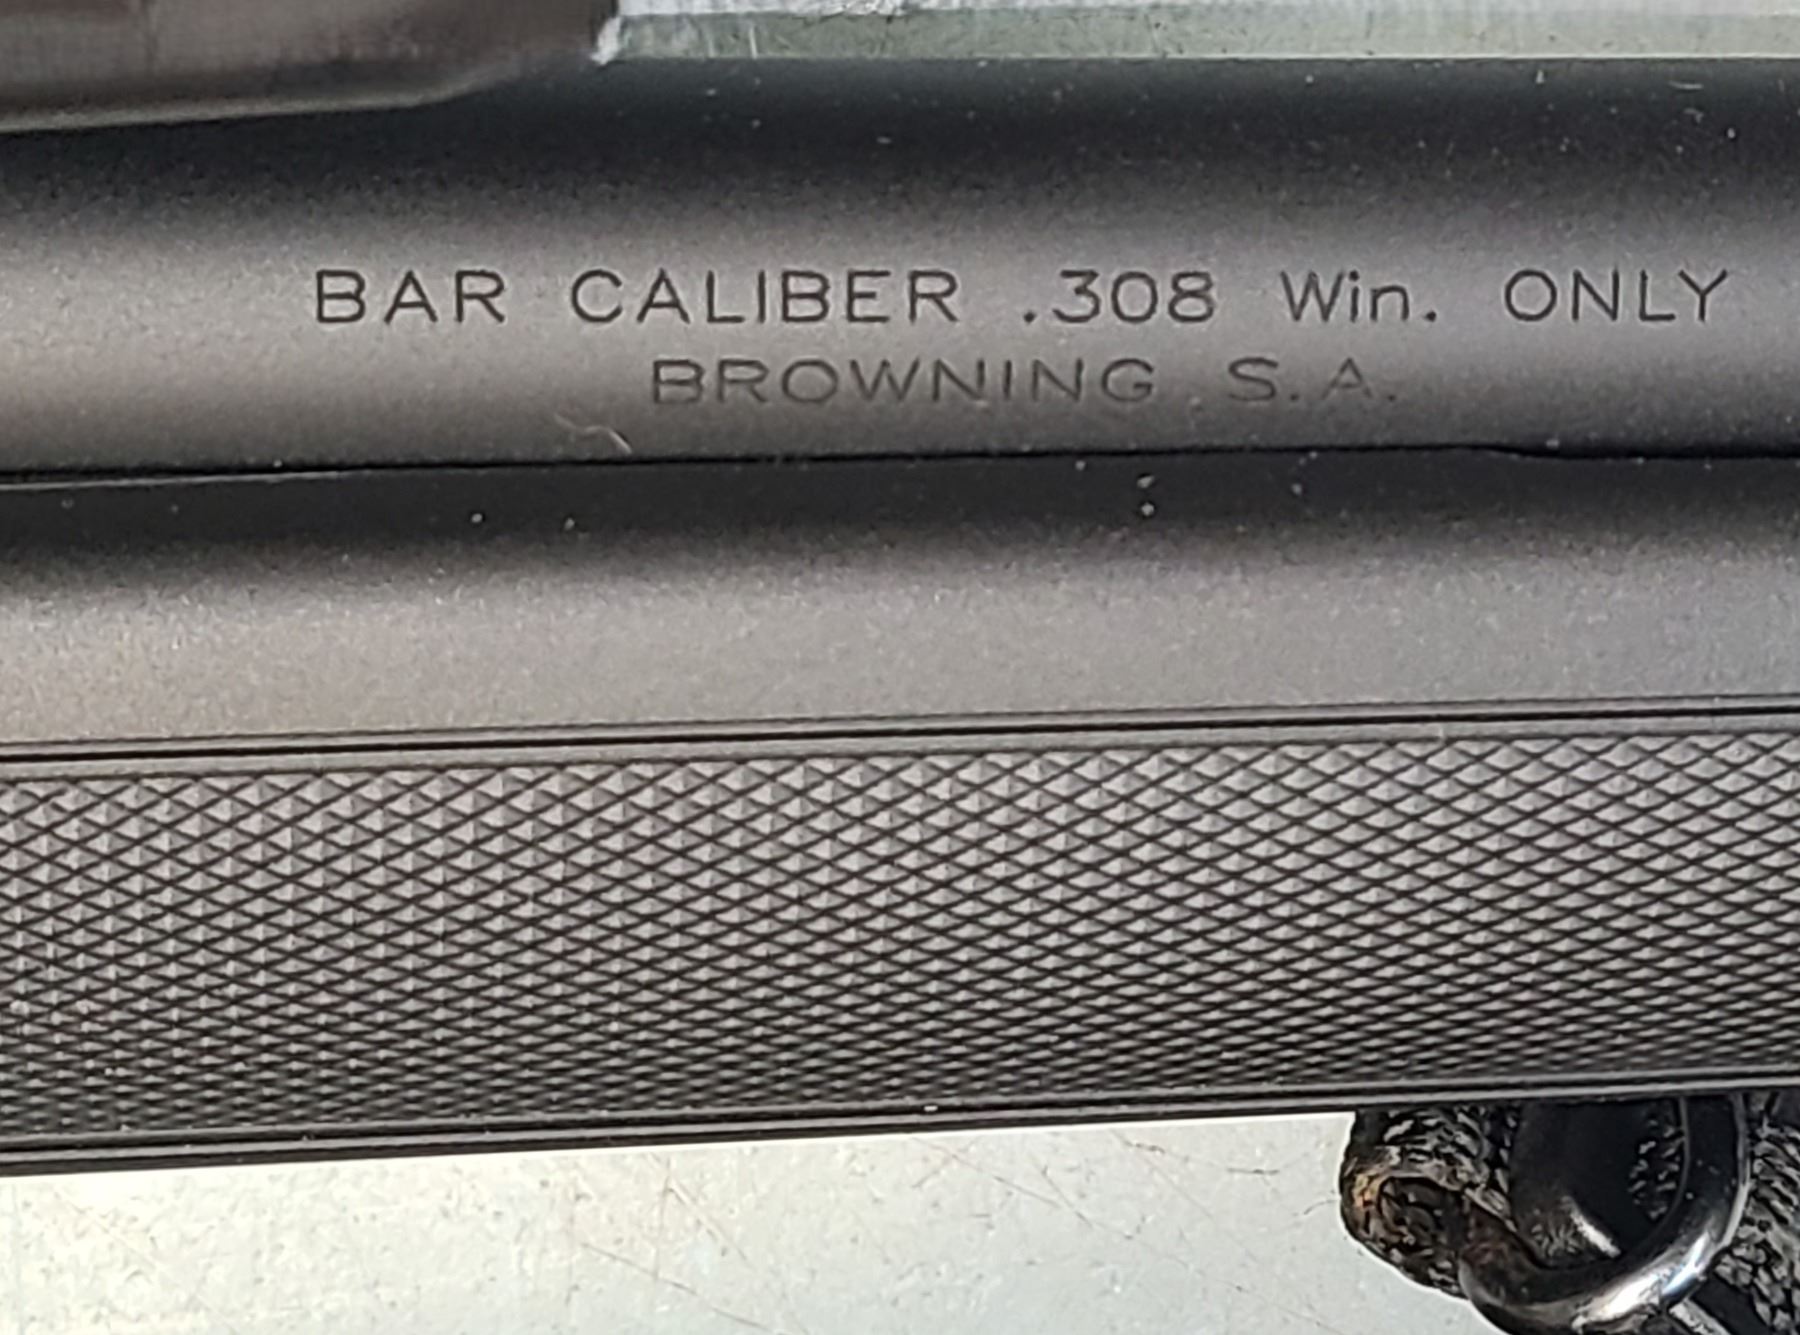 BAR CALIBER .308 Win. ONLY
BROWNING S.A.